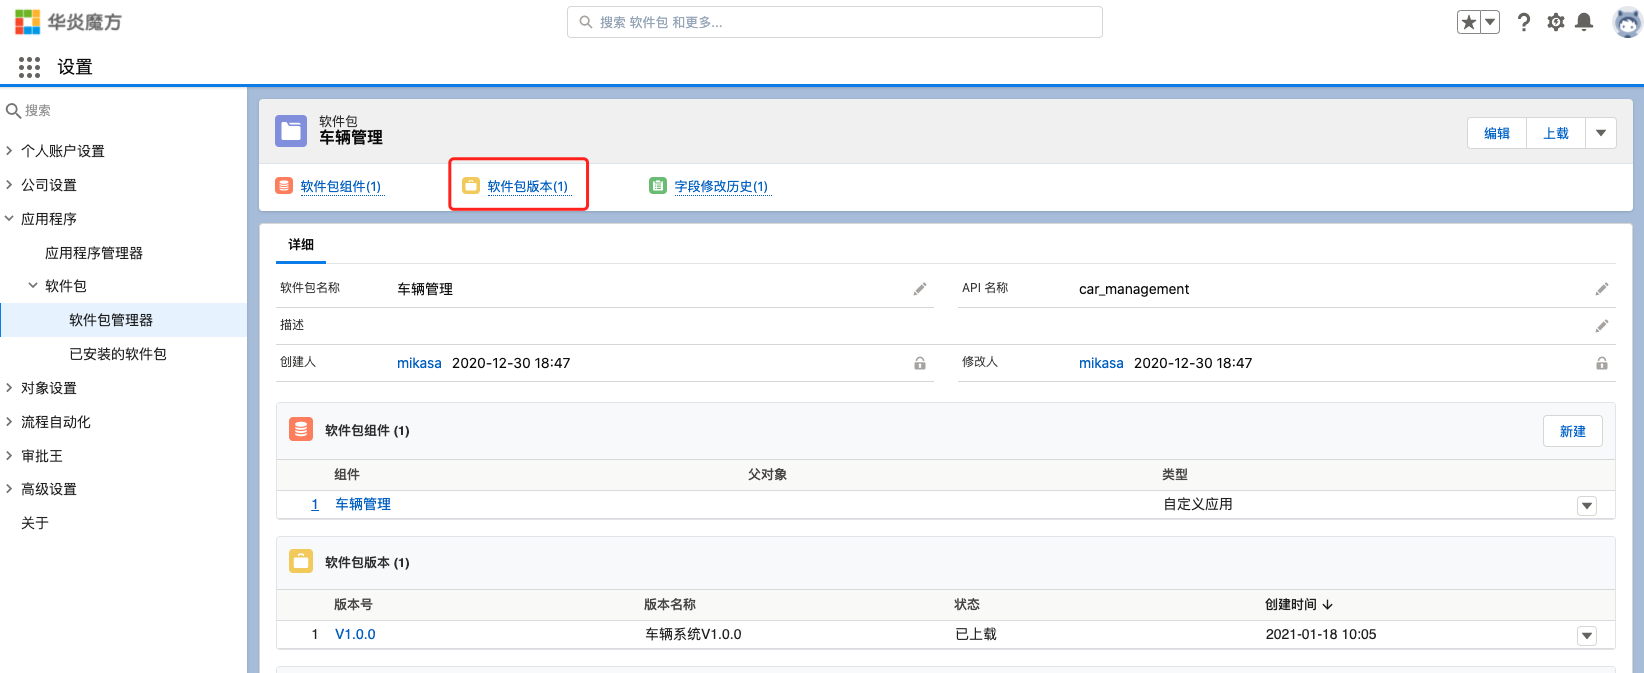 华炎魔方
搜索 软件包 和更多...
设置
搜索
个人账户设置
公司设置
应用程序
应用程序管理器
软件包
软件包管理器
已安装的软件包
对象设置
流程自动化
审批王
高级设置
关于
软件包
车辆管理
编辑 上载
软件包组件(1) 软件包版本(1) 字段修改历史(1)
详细
软件包名称 车辆管理 API 名称 car_management
描述
创建人 mikasa 2020-12-30 18:47 修改人 mikasa 2020-12-30 18:47
软件包组件 (1) 新建
组件 父对象 类型
1 车辆管理 自定义应用
软件包版本 (1)
版本号 版本名称 状态 创建时间
1 V1.0.0 车辆系统V1.0.0 已上载 2021-01-18 10:05